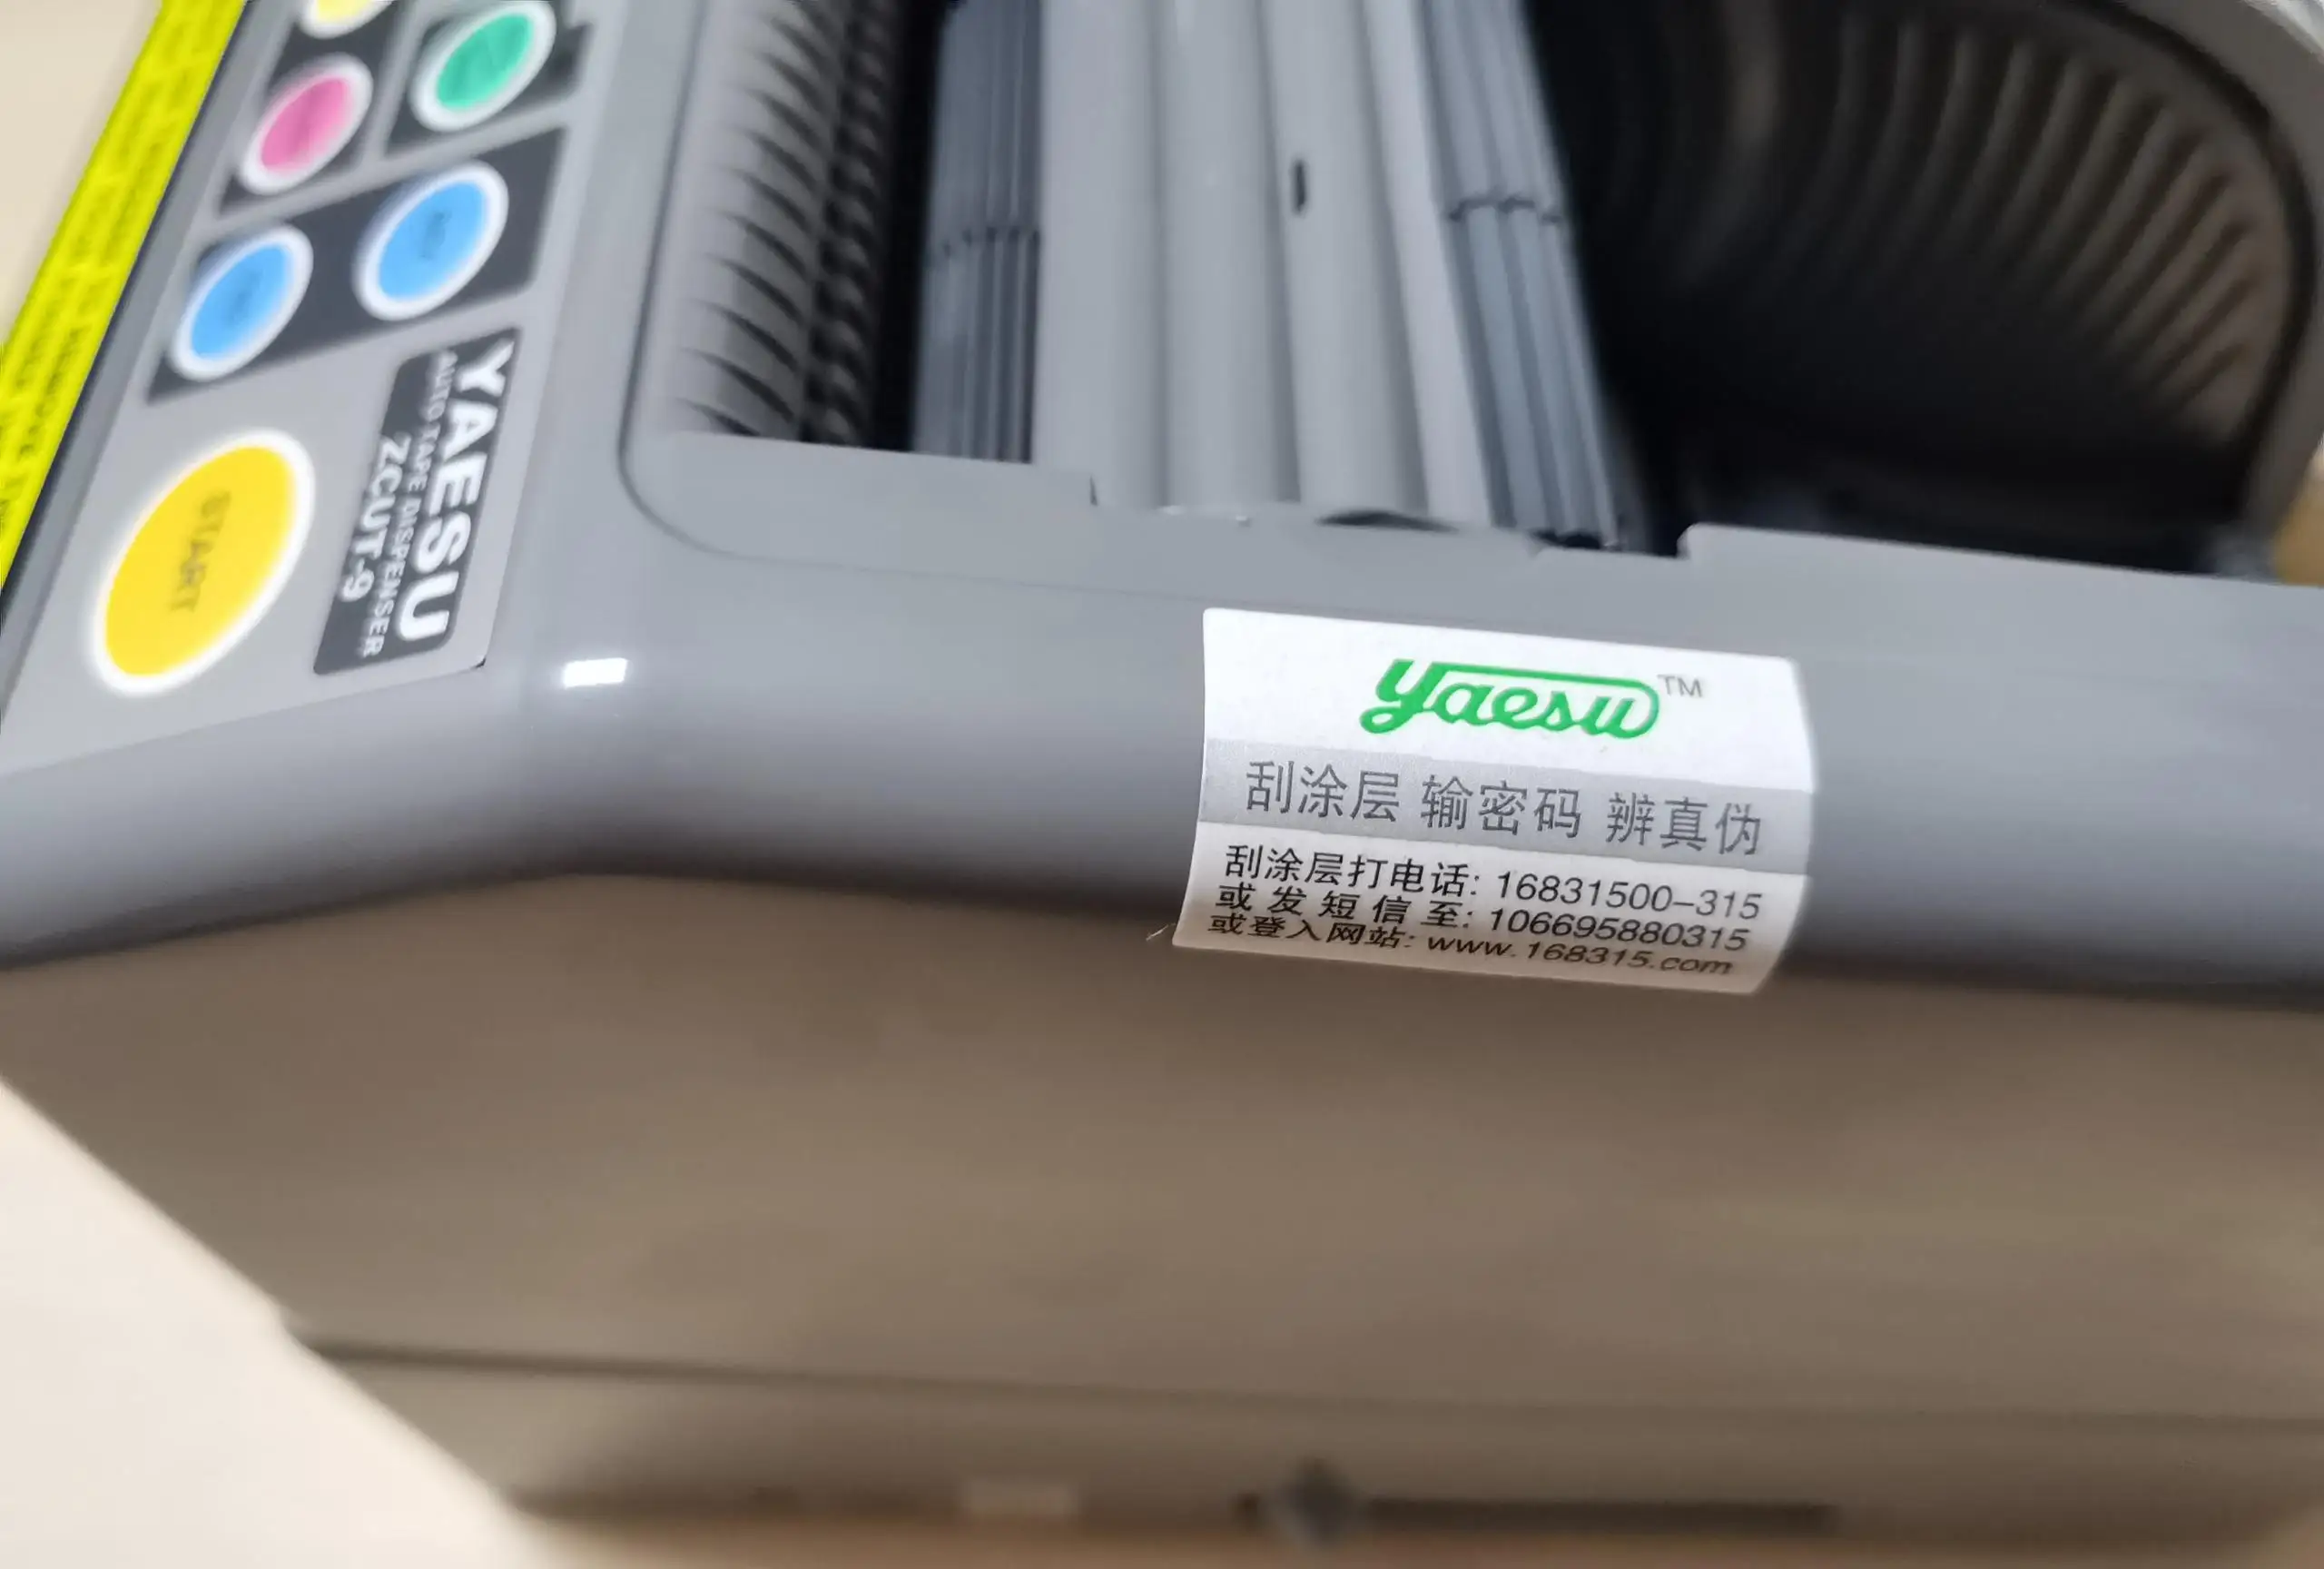 START
YAESU
AUTO TAPE DISPENSER
ZCUT-9
yaesu™
刮涂层 输密码 辨真伪
刮涂层打电话: 16831500-315
或发短信至: 106695880315
或登入网站: www.168315.com